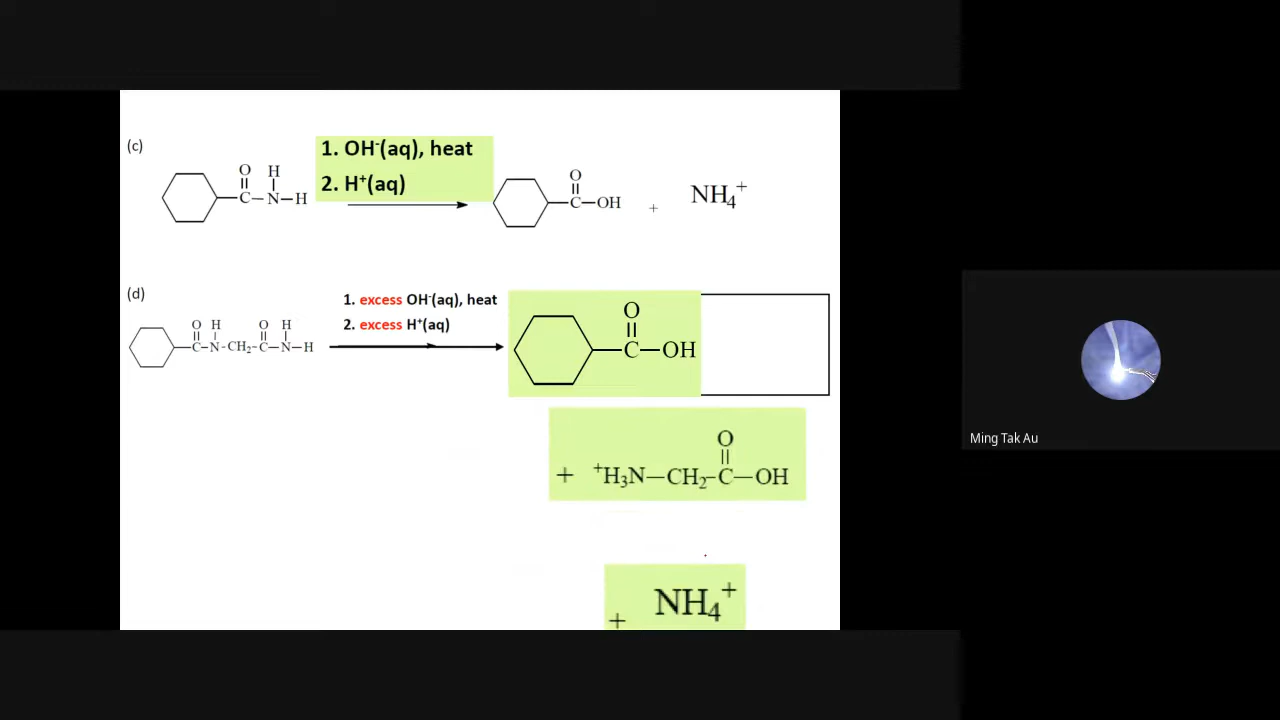 (c)
1. OH⁻(aq), heat
2. H⁺(aq)
O H
C—N—H
O
C—OH
+ NH₄⁺
(d)
1. excess OH⁻(aq), heat
2. excess H⁺(aq)
O H O H
C—N—CH₂—C—N—H
O
C—OH
O
+ ⁺H₃N—CH₂—C—OH
+ NH₄⁺
Ming Tak Au